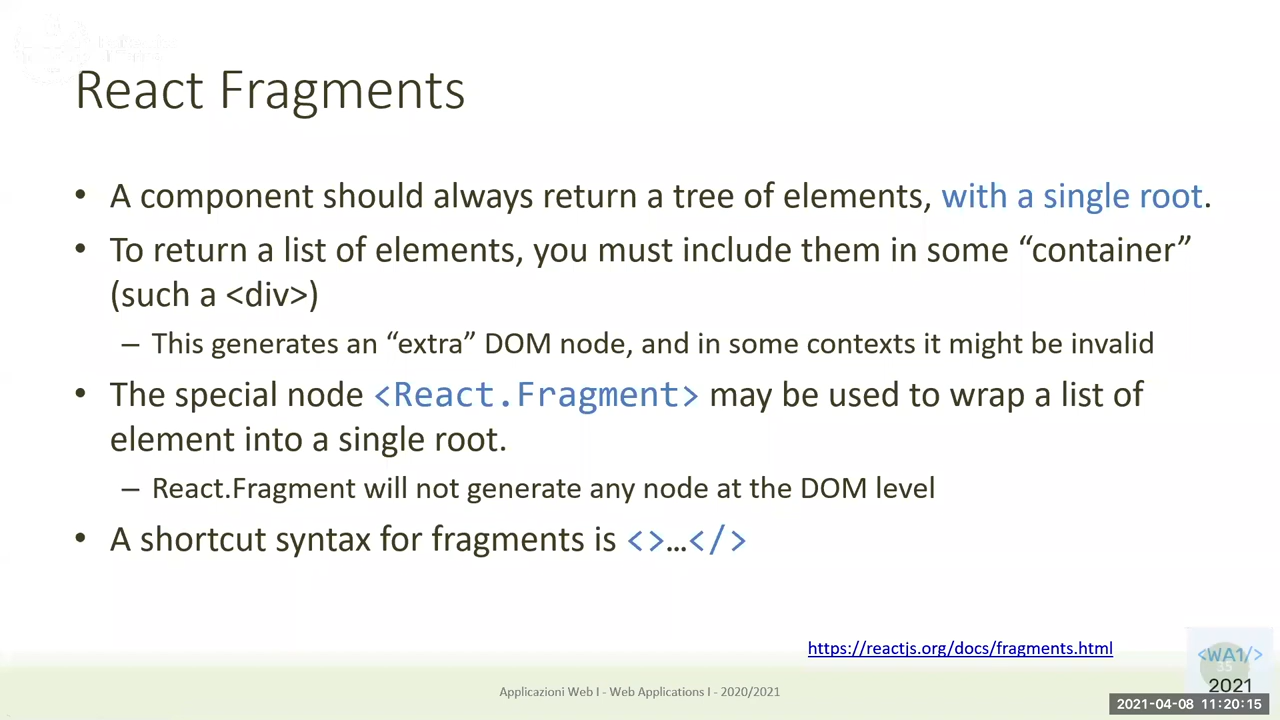 React Fragments
• A component should always return a tree of elements, with a single root.
• To return a list of elements, you must include them in some “container”
(such a <div>)
– This generates an “extra” DOM node, and in some contexts it might be invalid
• The special node <React.Fragment> may be used to wrap a list of
element into a single root.
– React.Fragment will not generate any node at the DOM level
• A shortcut syntax for fragments is <>…</>
https://reactjs.org/docs/fragments.html
<WA1/>
35
2021
Applicazioni Web I - Web Applications I - 2020/2021
2021-04-08 11:20:15